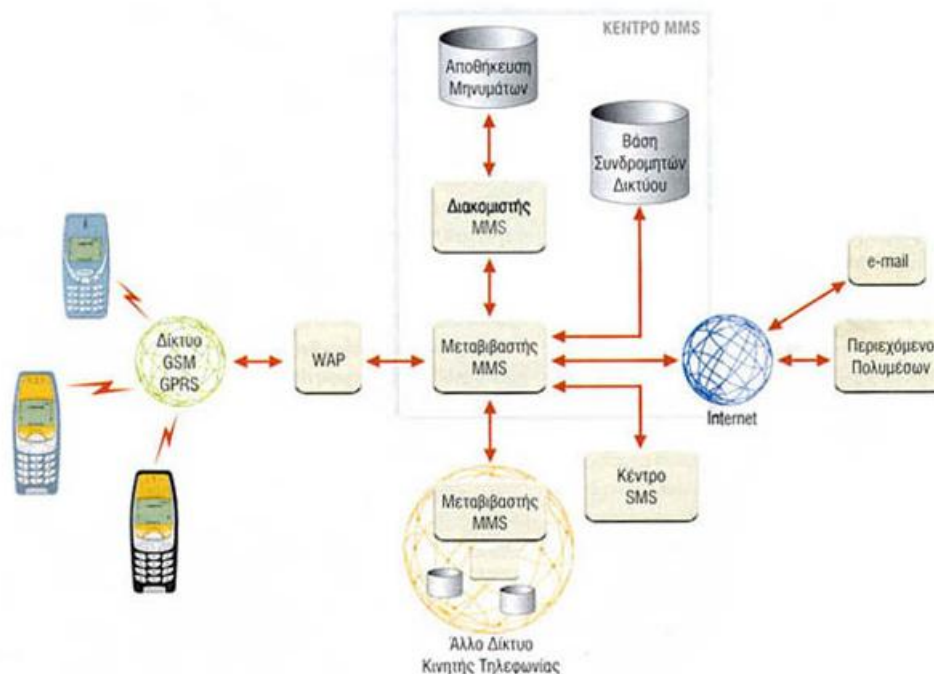 ΚΕΝΤΡΟ MMS
Αποθήκευση
Μηνυμάτων
Βάση
Συνδρομητών
Δικτύου
Διακομιστής
MMS
e-mail
Δίκτυο
GSM
GPRS
WAP
Μεταβιβαστής
MMS
Internet
Περιεχόμενο
Πολυμέσων
Μεταβιβαστής
MMS
Κέντρο
SMS
Άλλο Δίκτυο
Κινητής Τηλεφωνίας